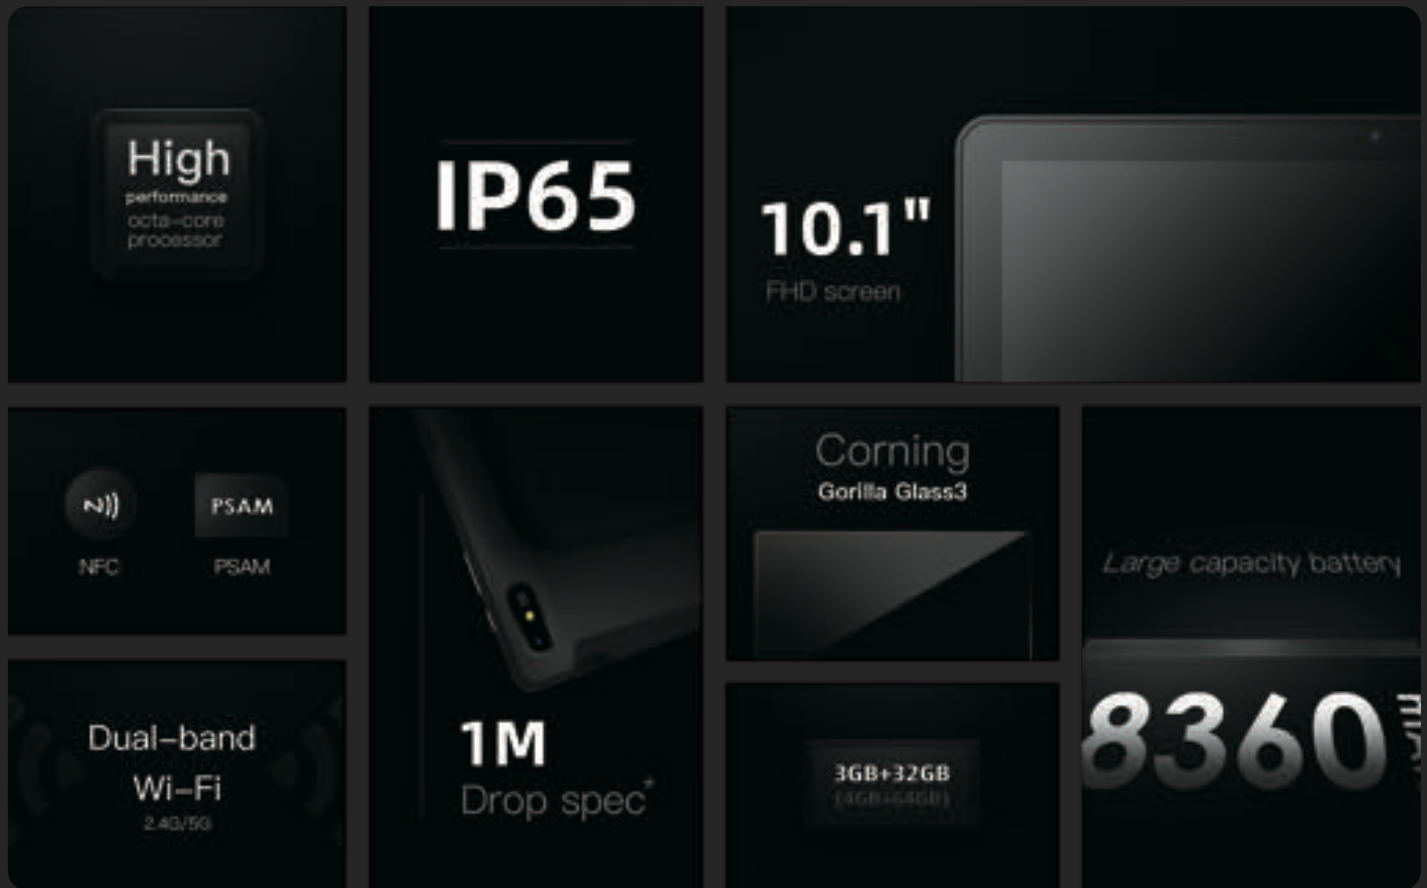 High
performance
octa-core
processor
IP65
10.1"
FHD screen
NFC
PSAM
PSAM
Dual-band
Wi-Fi
2.4G/5G
1M
Drop spec*
Corning
Gorilla Glass3
3GB+32GB
(4GB+64GB)
Large capacity battery
8360